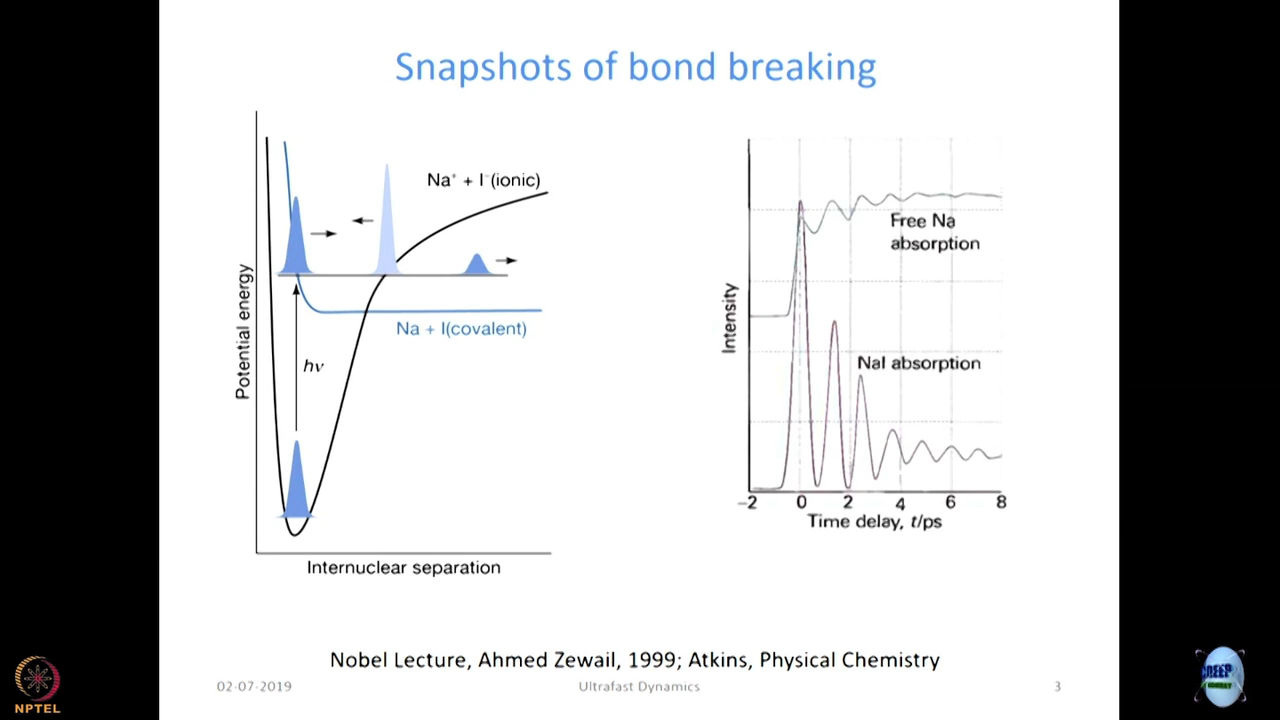 Snapshots of bond breaking
Potential energy
Na⁺ + I⁻(ionic)
Na + I(covalent)
hν
Internuclear separation
Intensity
Free Na
absorption
NaI absorption
-2 0 2 4 6 8
Time delay, t/ps
Nobel Lecture, Ahmed Zewail, 1999; Atkins, Physical Chemistry
02-07-2019 Ultrafast Dynamics 3
NPTEL